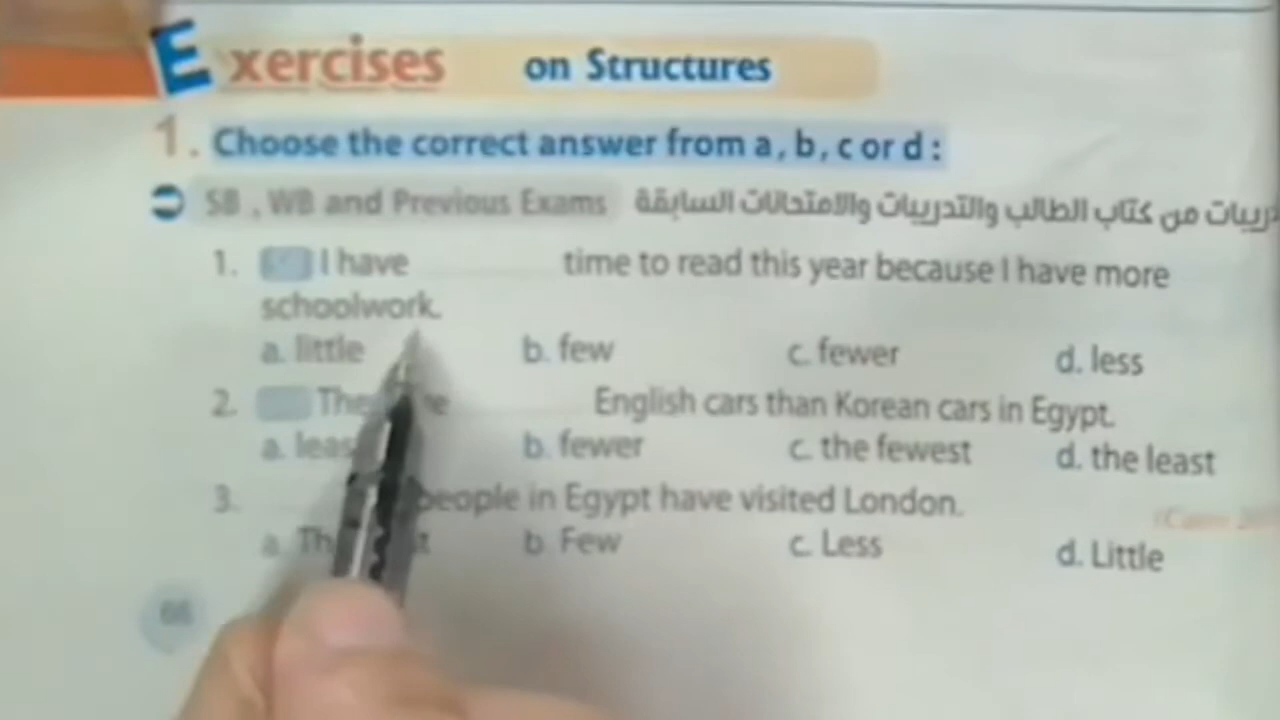 Exercises on Structures
1. Choose the correct answer from a, b, c or d :
SB , WB and Previous Exams تدريبات من كتاب الطالب والتدريبات والامتحانات السابقة
1. I have time to read this year because I have more
schoolwork.
a. little b. few c. fewer d. less
2. English cars than Korean cars in Egypt.
b. fewer c. the fewest d. the least
3. people in Egypt have visited London.
b. Few c. Less d. Little
66